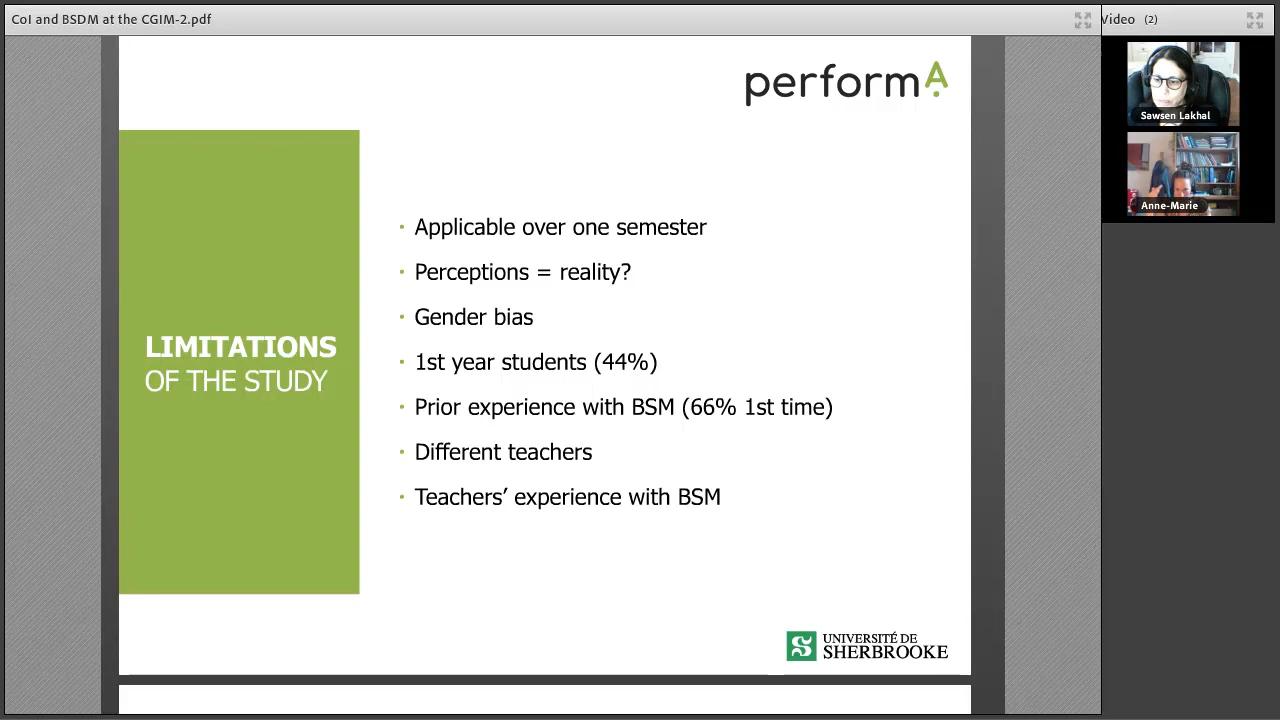 CoI and BSDM at the CGIM-2.pdf
Video (2)
performA
Sawsen Lakhal
Anne-Marie
LIMITATIONS
OF THE STUDY
• Applicable over one semester
• Perceptions = reality?
• Gender bias
• 1st year students (44%)
• Prior experience with BSM (66% 1st time)
• Different teachers
• Teachers’ experience with BSM
UNIVERSITÉ DE
SHERBROOKE